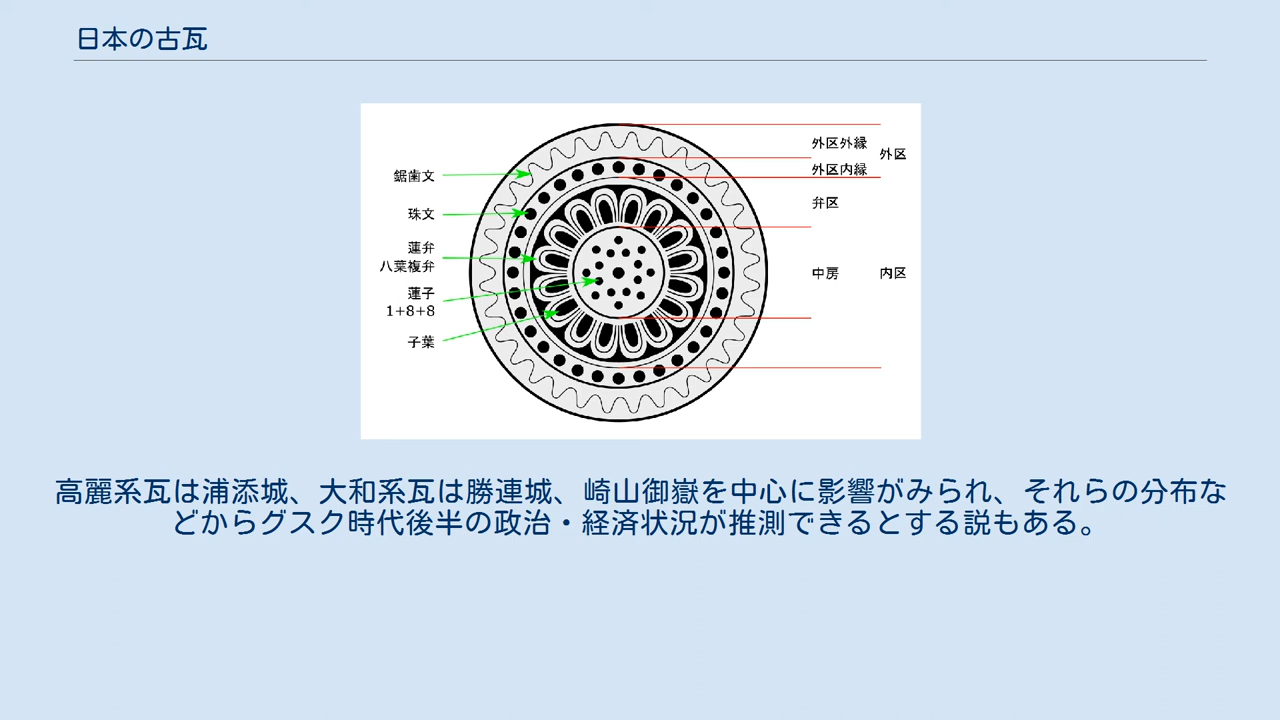 日本の古瓦
鋸歯文
珠文
蓮弁
八葉複弁
蓮子
1+8+8
子葉
外区外縁
外区
外区内縁
弁区
中房
内区
高麗系瓦は浦添城、大和系瓦は勝連城、崎山御嶽を中心に影響がみられ、それらの分布な
どからグスク時代後半の政治・経済状況が推測できるとする説もある。